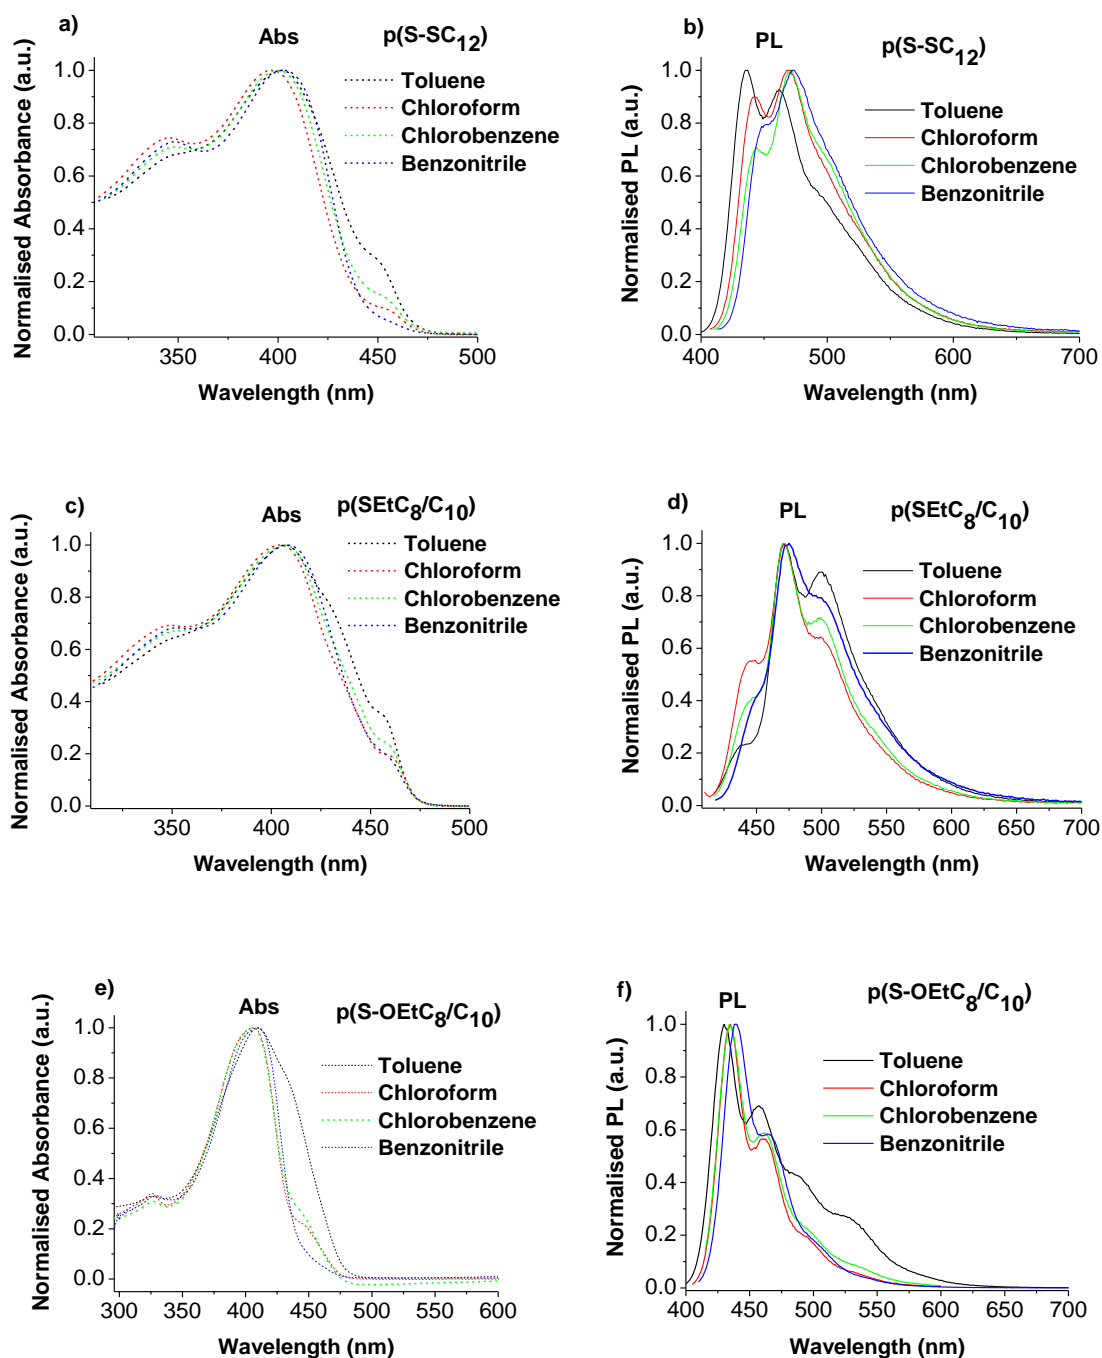 a)
Abs
p(S-SC12)
Toluene
Chloroform
Chlorobenzene
Benzonitrile
1.0
0.8
0.6
0.4
0.2
0.0
350
400
450
500
Normalised Absorbance (a.u.)
Wavelength (nm)
b)
PL
p(S-SC12)
Toluene
Chloroform
Chlorobenzene
Benzonitrile
1.0
0.8
0.6
0.4
0.2
0.0
400
500
600
700
Normalised PL (a.u.)
Wavelength (nm)
c)
Abs
p(SEtC8/C10)
Toluene
Chloroform
Chlorobenzene
Benzonitrile
1.0
0.8
0.6
0.4
0.2
0.0
350
400
450
500
Normalised Absorbance (a.u.)
Wavelength (nm)
d)
PL
p(SEtC8/C10)
Toluene
Chloroform
Chlorobenzene
Benzonitrile
1.0
0.8
0.6
0.4
0.2
0.0
450
500
550
600
650
700
Normalised PL (a.u.)
Wavelength (nm)
e)
Abs
p(S-OEtC8/C10)
Toluene
Chloroform
Chlorobenzene
Benzonitrile
1.0
0.8
0.6
0.4
0.2
0.0
300
350
400
450
500
550
600
Normalised Absorbance (a.u.)
Wavelength (nm)
f)
PL
p(S-OEtC8/C10)
Toluene
Chloroform
Chlorobenzene
Benzonitrile
1.0
0.8
0.6
0.4
0.2
0.0
400
450
500
550
600
650
700
Normalised PL (a.u.)
Wavelength (nm)